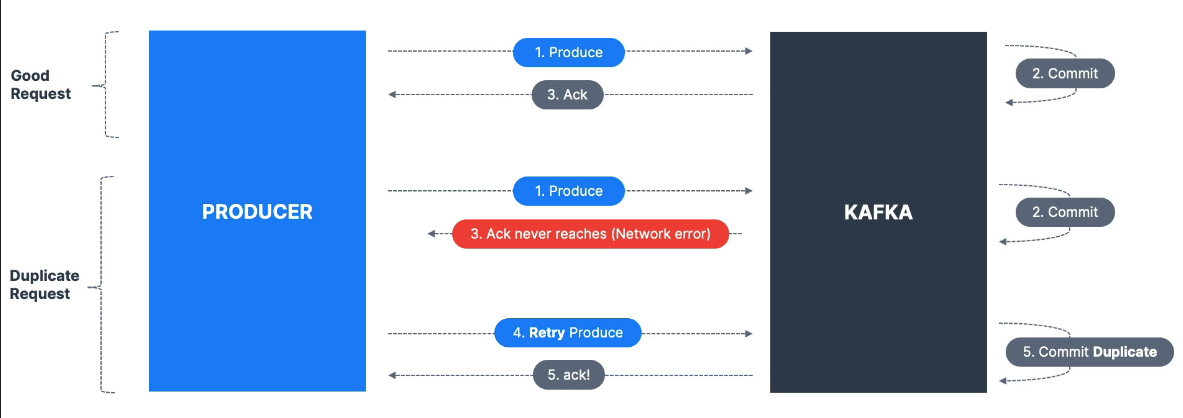 Good
Request
PRODUCER
1. Produce
3. Ack
KAFKA
2. Commit
Duplicate
Request
1. Produce
3. Ack never reaches (Network error)
2. Commit
4. Retry Produce
5. ack!
5. Commit Duplicate